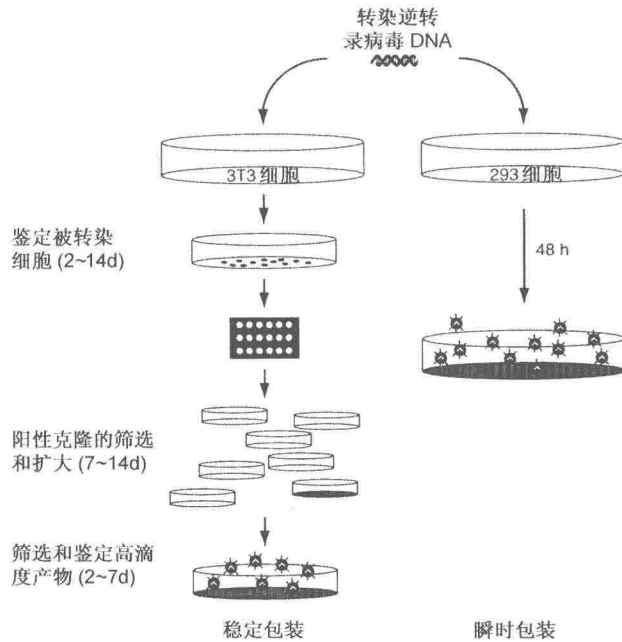 转染逆转
录病毒 DNA
3T3 细胞
293 细胞
鉴定被转染
细胞 (2~14d)
48 h
阳性克隆的筛选
和扩大 (7~14d)
筛选和鉴定高滴
度产物 (2~7d)
稳定包装
瞬时包装